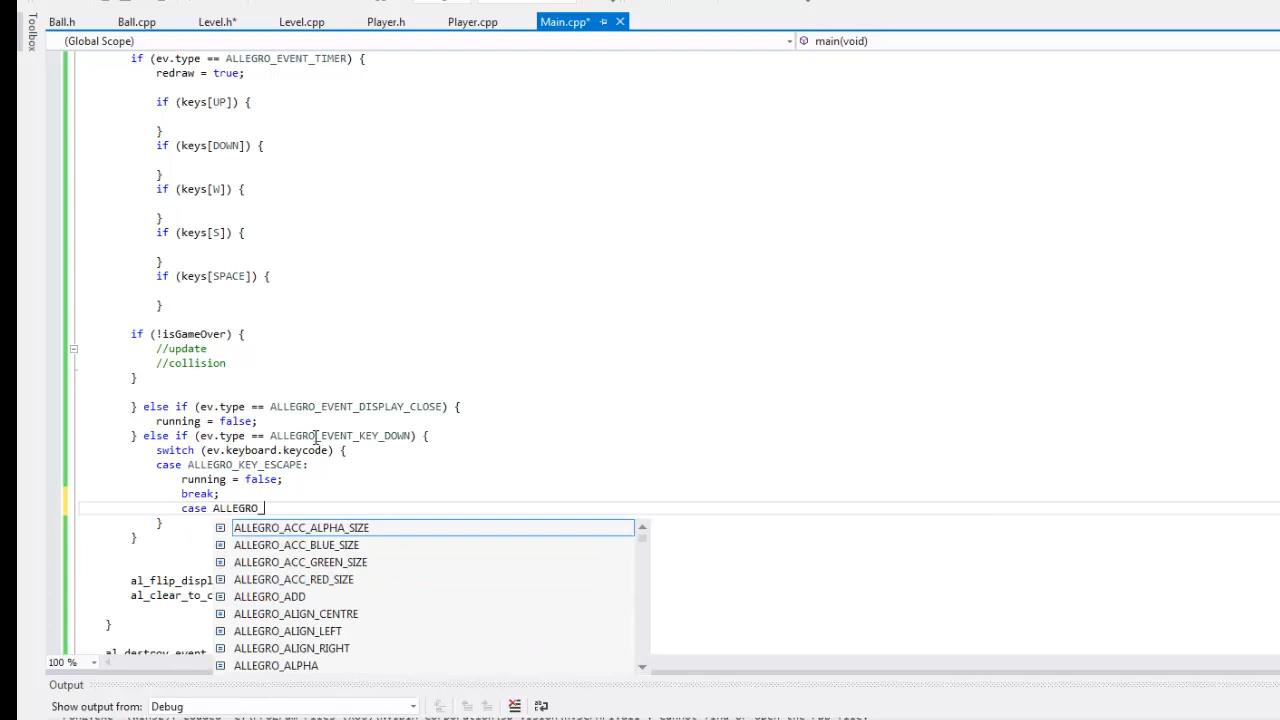 Ball.h Ball.cpp Level.h* Level.cpp Player.h Player.cpp Main.cpp*
Toolbox
(Global Scope) main(void)
if (ev.type == ALLEGRO_EVENT_TIMER) {
redraw = true;
if (keys[UP]) {
}
if (keys[DOWN]) {
}
if (keys[W]) {
}
if (keys[S]) {
}
if (keys[SPACE]) {
}
if (!isGameOver) {
//update
//collision
}
} else if (ev.type == ALLEGRO_EVENT_DISPLAY_CLOSE) {
running = false;
} else if (ev.type == ALLEGRO_EVENT_KEY_DOWN) {
switch (ev.keyboard.keycode) {
case ALLEGRO_KEY_ESCAPE:
running = false;
break;
case ALLEGRO_
}
ALLEGRO_ACC_ALPHA_SIZE
}
ALLEGRO_ACC_BLUE_SIZE
ALLEGRO_ACC_GREEN_SIZE
al_flip_displ
ALLEGRO_ACC_RED_SIZE
al_clear_to_c
ALLEGRO_ADD
ALLEGRO_ALIGN_CENTRE
}
ALLEGRO_ALIGN_LEFT
ALLEGRO_ALIGN_RIGHT
al_destroy_event
ALLEGRO_ALPHA
100 %
Output
Show output from: Debug